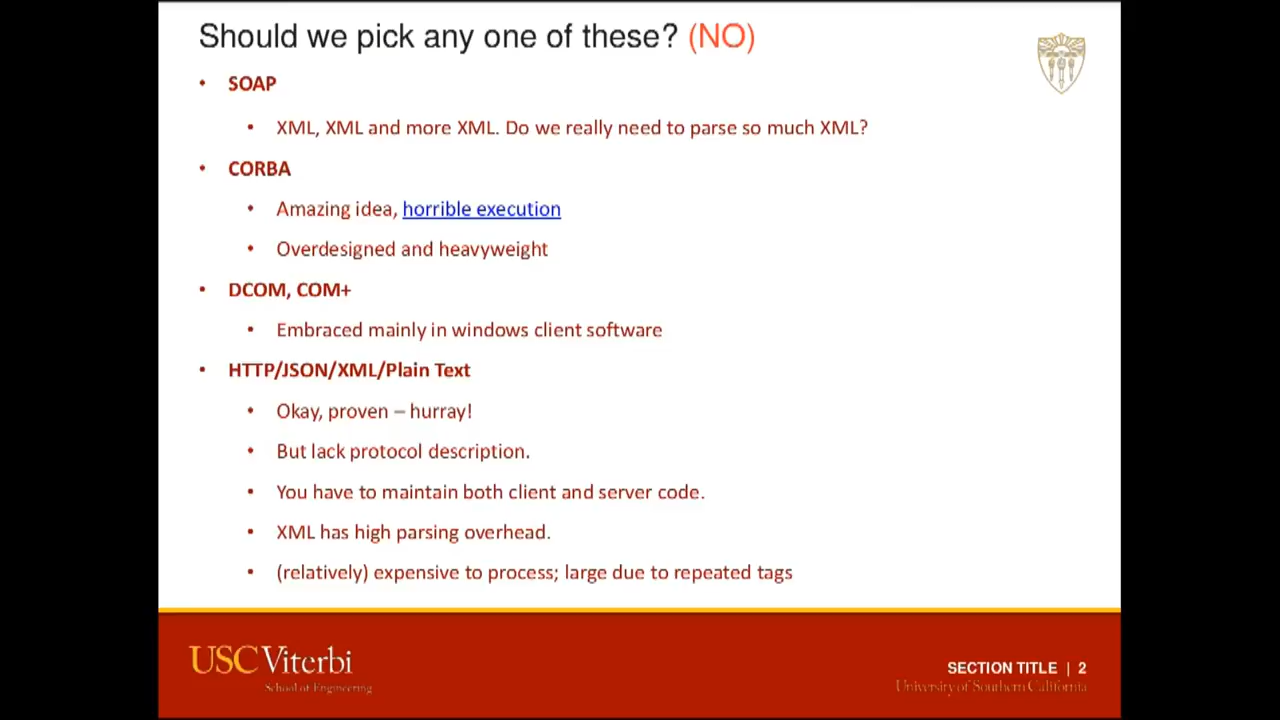 Should we pick any one of these? (NO)
• SOAP
• XML, XML and more XML. Do we really need to parse so much XML?
• CORBA
• Amazing idea, horrible execution
• Overdesigned and heavyweight
• DCOM, COM+
• Embraced mainly in windows client software
• HTTP/JSON/XML/Plain Text
• Okay, proven – hurray!
• But lack protocol description.
• You have to maintain both client and server code.
• XML has high parsing overhead.
• (relatively) expensive to process; large due to repeated tags
USC Viterbi
School of Engineering
SECTION TITLE | 2
University of Southern California